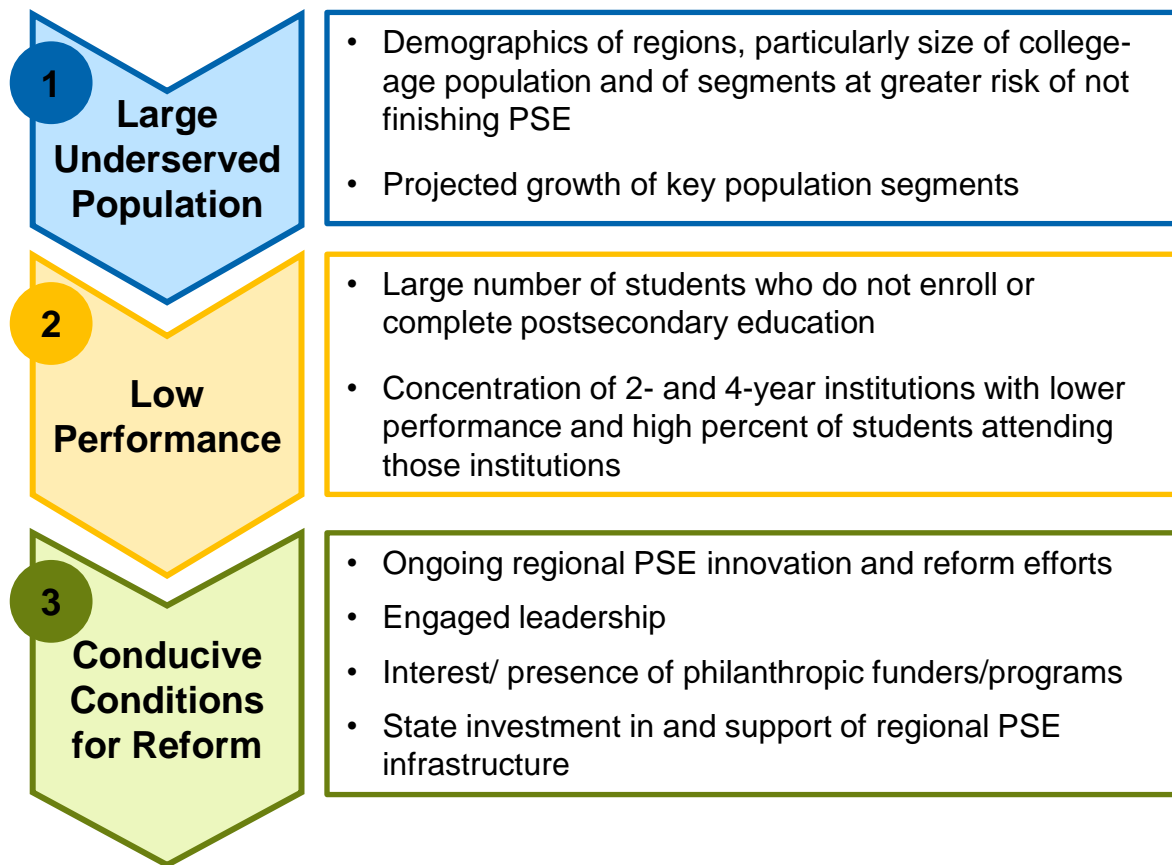 1
Large
Underserved
Population
• Demographics of regions, particularly size of college-
age population and of segments at greater risk of not
finishing PSE
• Projected growth of key population segments
2
Low
Performance
• Large number of students who do not enroll or
complete postsecondary education
• Concentration of 2- and 4-year institutions with lower
performance and high percent of students attending
those institutions
3
Conducive
Conditions
for Reform
• Ongoing regional PSE innovation and reform efforts
• Engaged leadership
• Interest/ presence of philanthropic funders/programs
• State investment in and support of regional PSE
infrastructure